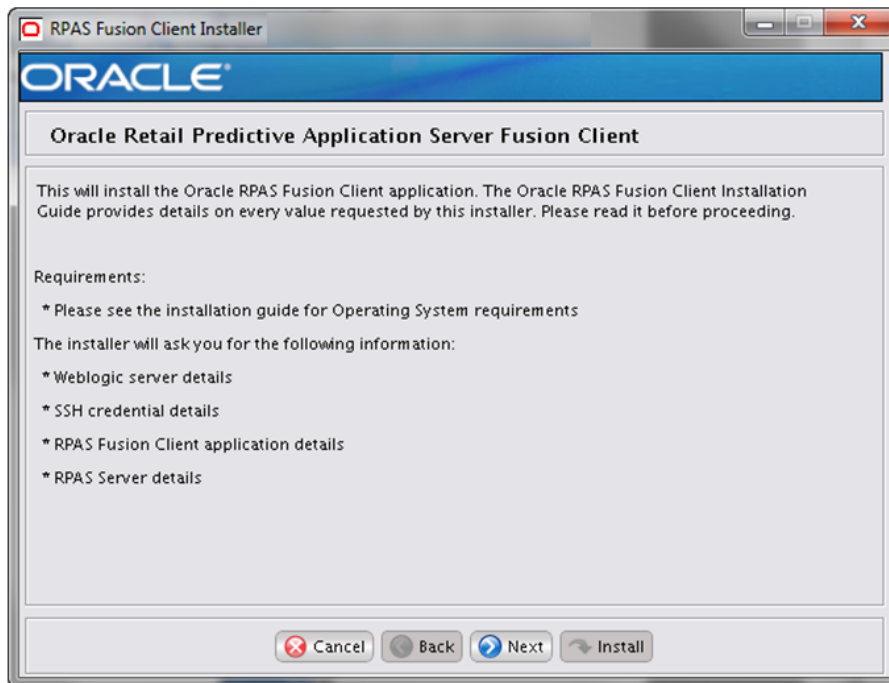 RPAS Fusion Client Installer
ORACLE®
Oracle Retail Predictive Application Server Fusion Client
This will install the Oracle RPAS Fusion Client application. The Oracle RPAS Fusion Client Installation
Guide provides details on every value requested by this installer. Please read it before proceeding.
Requirements:
* Please see the installation guide for Operating System requirements
The installer will ask you for the following information:
* Weblogic server details
* SSH credential details
* RPAS Fusion Client application details
* RPAS Server details
Cancel Back Next Install